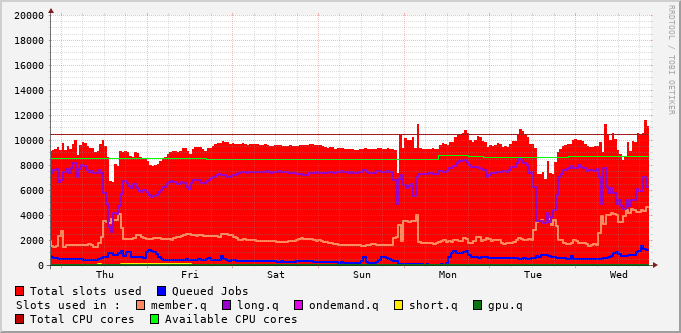 20000
18000
16000
14000
12000
10000
8000
6000
4000
2000
0
Thu Fri Sat Sun Mon Tue Wed
RRDTOOL / TOBI OETIKER
Total slots used Queued Jobs
Slots used in : member.q long.q ondemand.q short.q gpu.q
Total CPU cores Available CPU cores